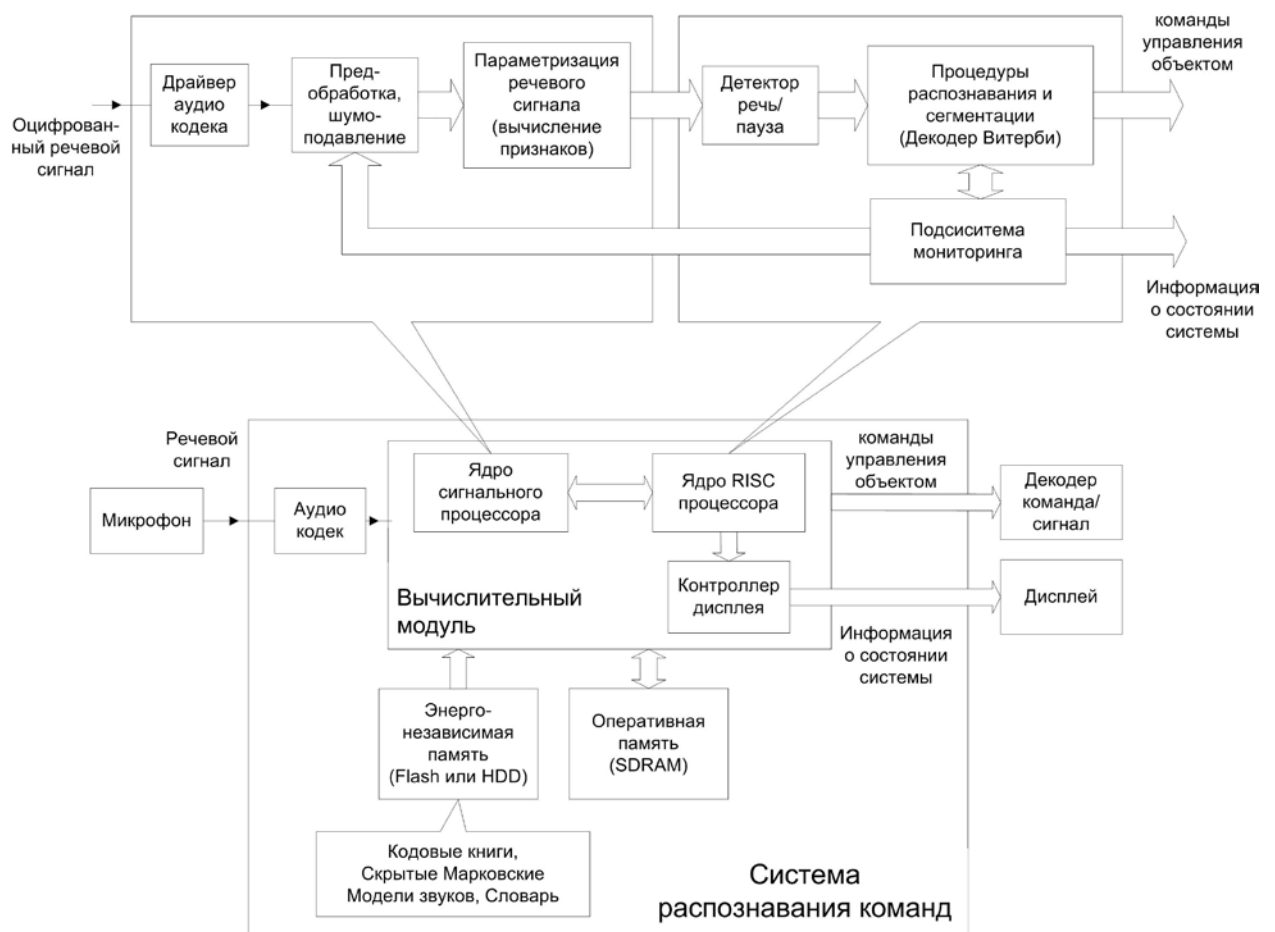 команды
управления
объектом
Драйвер
аудио
кодека
Пред-
обработка,
шумо-
подавление
Параметризация
речевого
сигнала
(вычисление
признаков)
Детектор
речь/
пауза
Процедуры
распознавания и
сегментации
(Декодер Витерби)
Оцифрован-
ный речевой
сигнал
Подсиситема
мониторинга
Информация
о состоянии
системы
Речевой
сигнал
Микрофон
Аудио
кодек
Ядро
сигнального
процессора
Ядро RISC
процессора
команды
управления
объектом
Декодер
команда/
сигнал
Контроллер
дисплея
Дисплей
Вычислительный
модуль
Информация
о состоянии
системы
Энерго-
независимая
память
(Flash или HDD)
Оперативная
память
(SDRAM)
Кодовые книги,
Скрытые Марковские
Модели звуков, Словарь
Система
распознавания команд